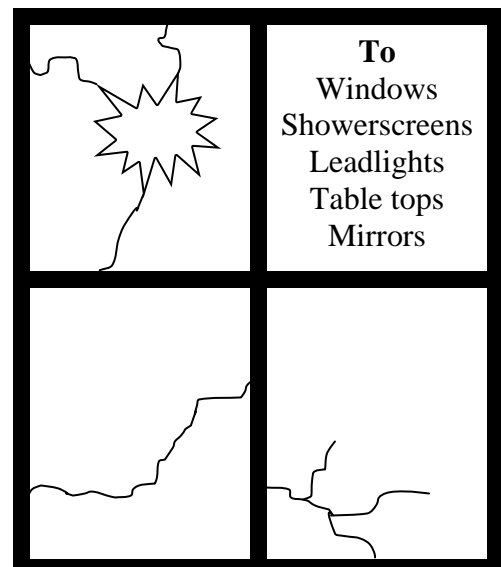 To
Windows
Showerscreens
Leadlights
Table tops
Mirrors